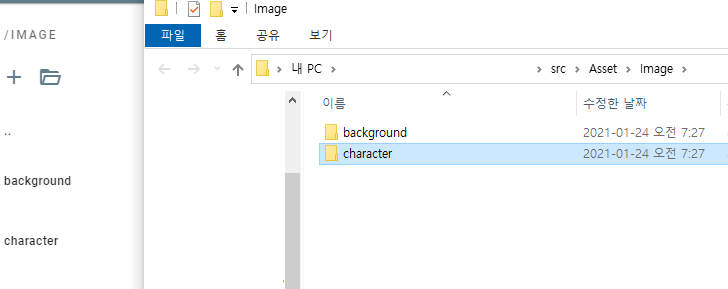 /IMAGE
..
background
character
Image
파일 홈 공유 보기
내 PC src Asset Image
이름 수정한 날짜
background 2021-01-24 오전 7:27
character 2021-01-24 오전 7:27